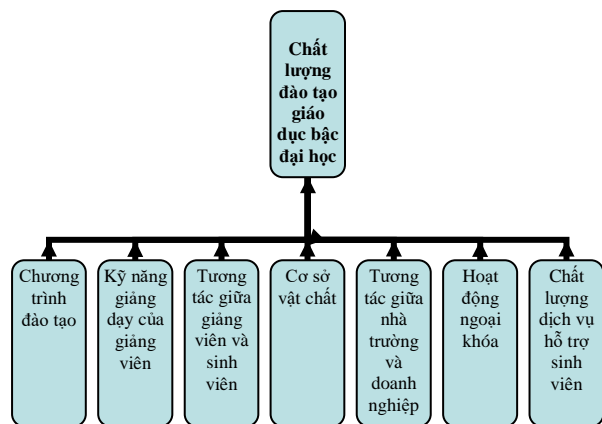 Chất
lượng
đào tạo
giáo
dục bậc
đại học
Chương
trình
đào tạo
Kỹ năng
giảng
dạy của
giảng
viên
Tương
tác giữa
giảng
viên và
sinh
viên
Cơ sở
vật chất
Tương
tác giữa
nhà
trường
và
doanh
nghiệp
Hoạt
động
ngoại
khóa
Chất
lượng
dịch vụ
hỗ trợ
sinh
viên